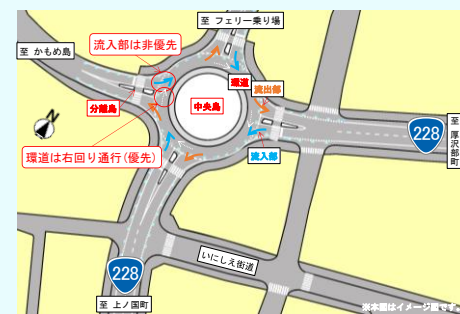 至 フェリー乗り場
流入部は非優先
至 かもめ島
環道
流出部
分離島
中央島
環道は右回り通行(優先)
流入部
228
至 厚沢部町
いにしえ街道
228
至 上ノ国町
※本図はイメージ図です。